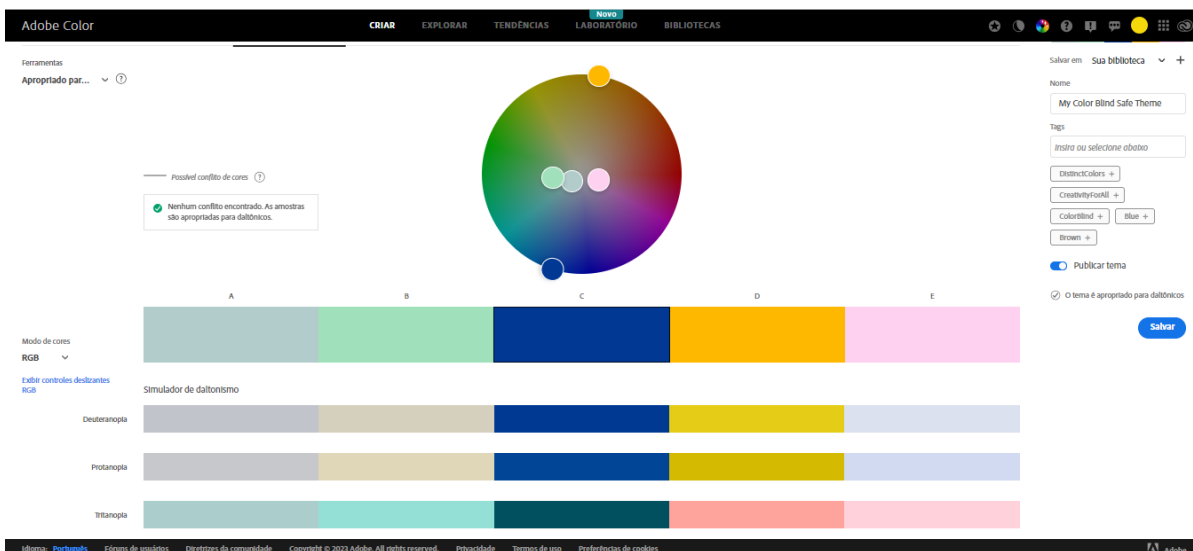 Adobe Color
CRIAR
EXPLORAR
TENDÊNCIAS
Novo
LABORATÓRIO
BIBLIOTECAS
Ferramentas
Apropriado par...
Possível conflito de cores
Nenhum conflito encontrado. As amostras
são apropriadas para daltônicos.
Salvar em Sua biblioteca
Nome
My Color Blind Safe Theme
Tags
Insira ou selecione abaixo
DistinctColors +
CreativityForAll +
ColorBlind +
Blue +
Brown +
Publicar tema
O tema é apropriado para daltônicos
Salvar
A
B
C
D
E
Modo de cores
RGB
Exibir controles deslizantes
RGB
Simulador de daltonismo
Deuteranopia
Protanopia
Tritanopia
Idioma: Português
Fóruns de usuários
Diretrizes da comunidade
Copyright © 2023 Adobe. All rights reserved.
Privacidade
Termos de uso
Preferências de cookies
Adobe